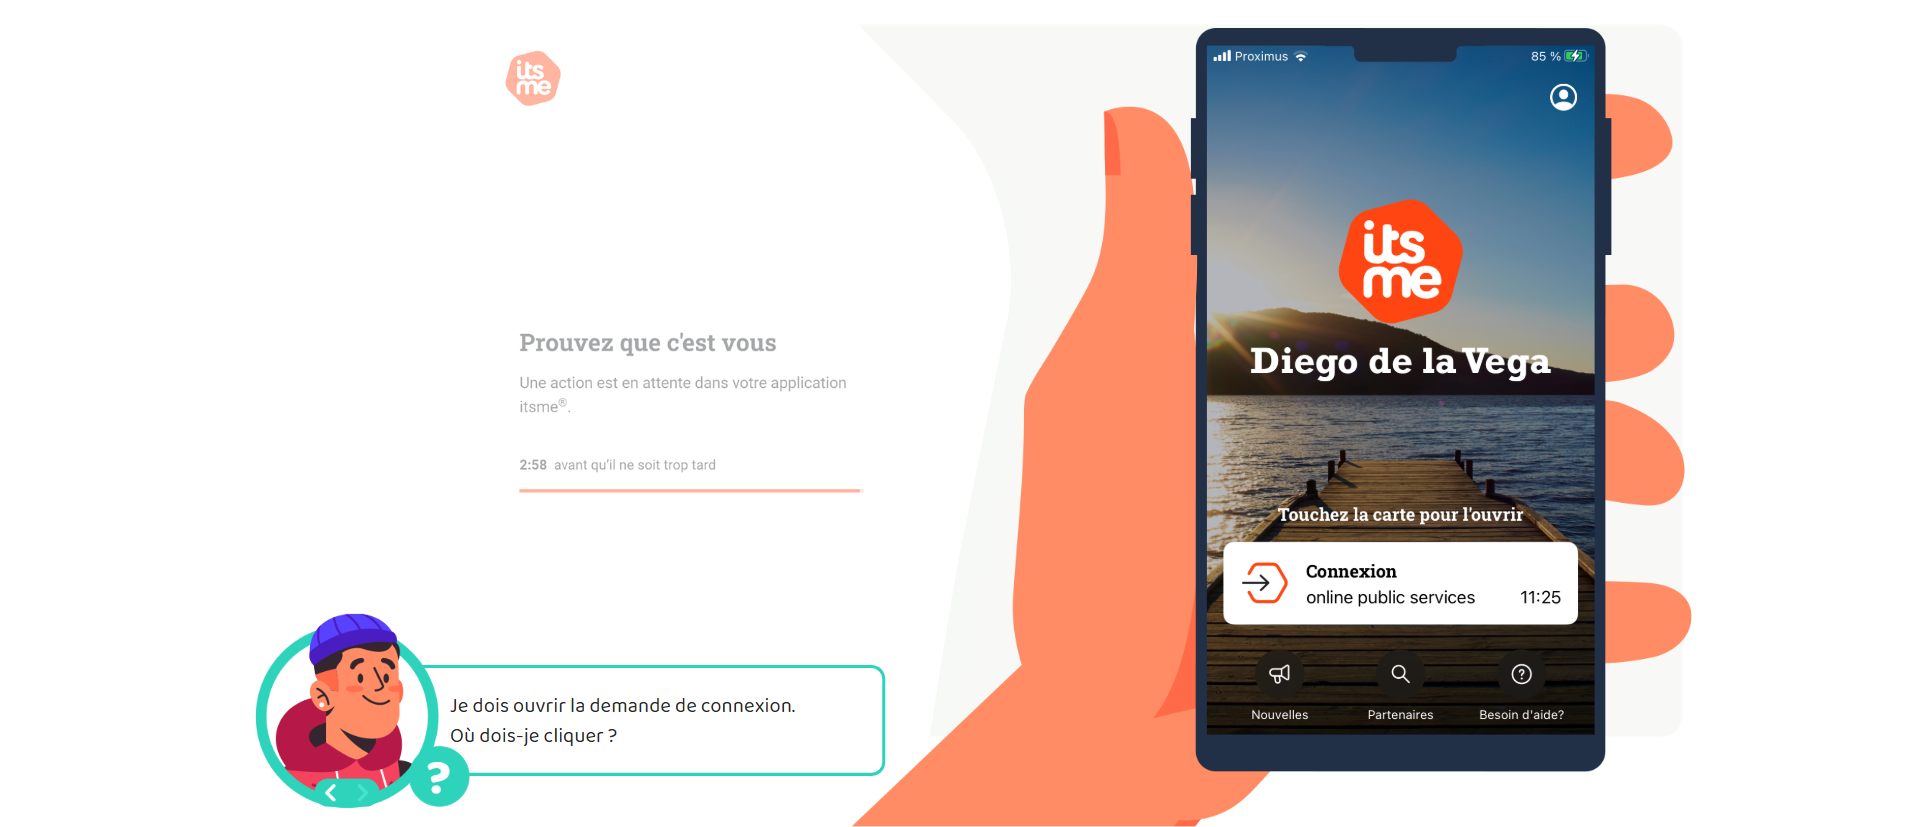 its
me
Prouvez que c'est vous
Une action est en attente dans votre application
itsme®.
2:58 avant qu'il ne soit trop tard
Je dois ouvrir la demande de connexion.
Où dois-je cliquer ?
?
Proximus
85 %
its
me
Diego de la Vega
Touchez la carte pour l'ouvrir
Connexion
online public services 11:25
Nouvelles
Partenaires
Besoin d'aide?